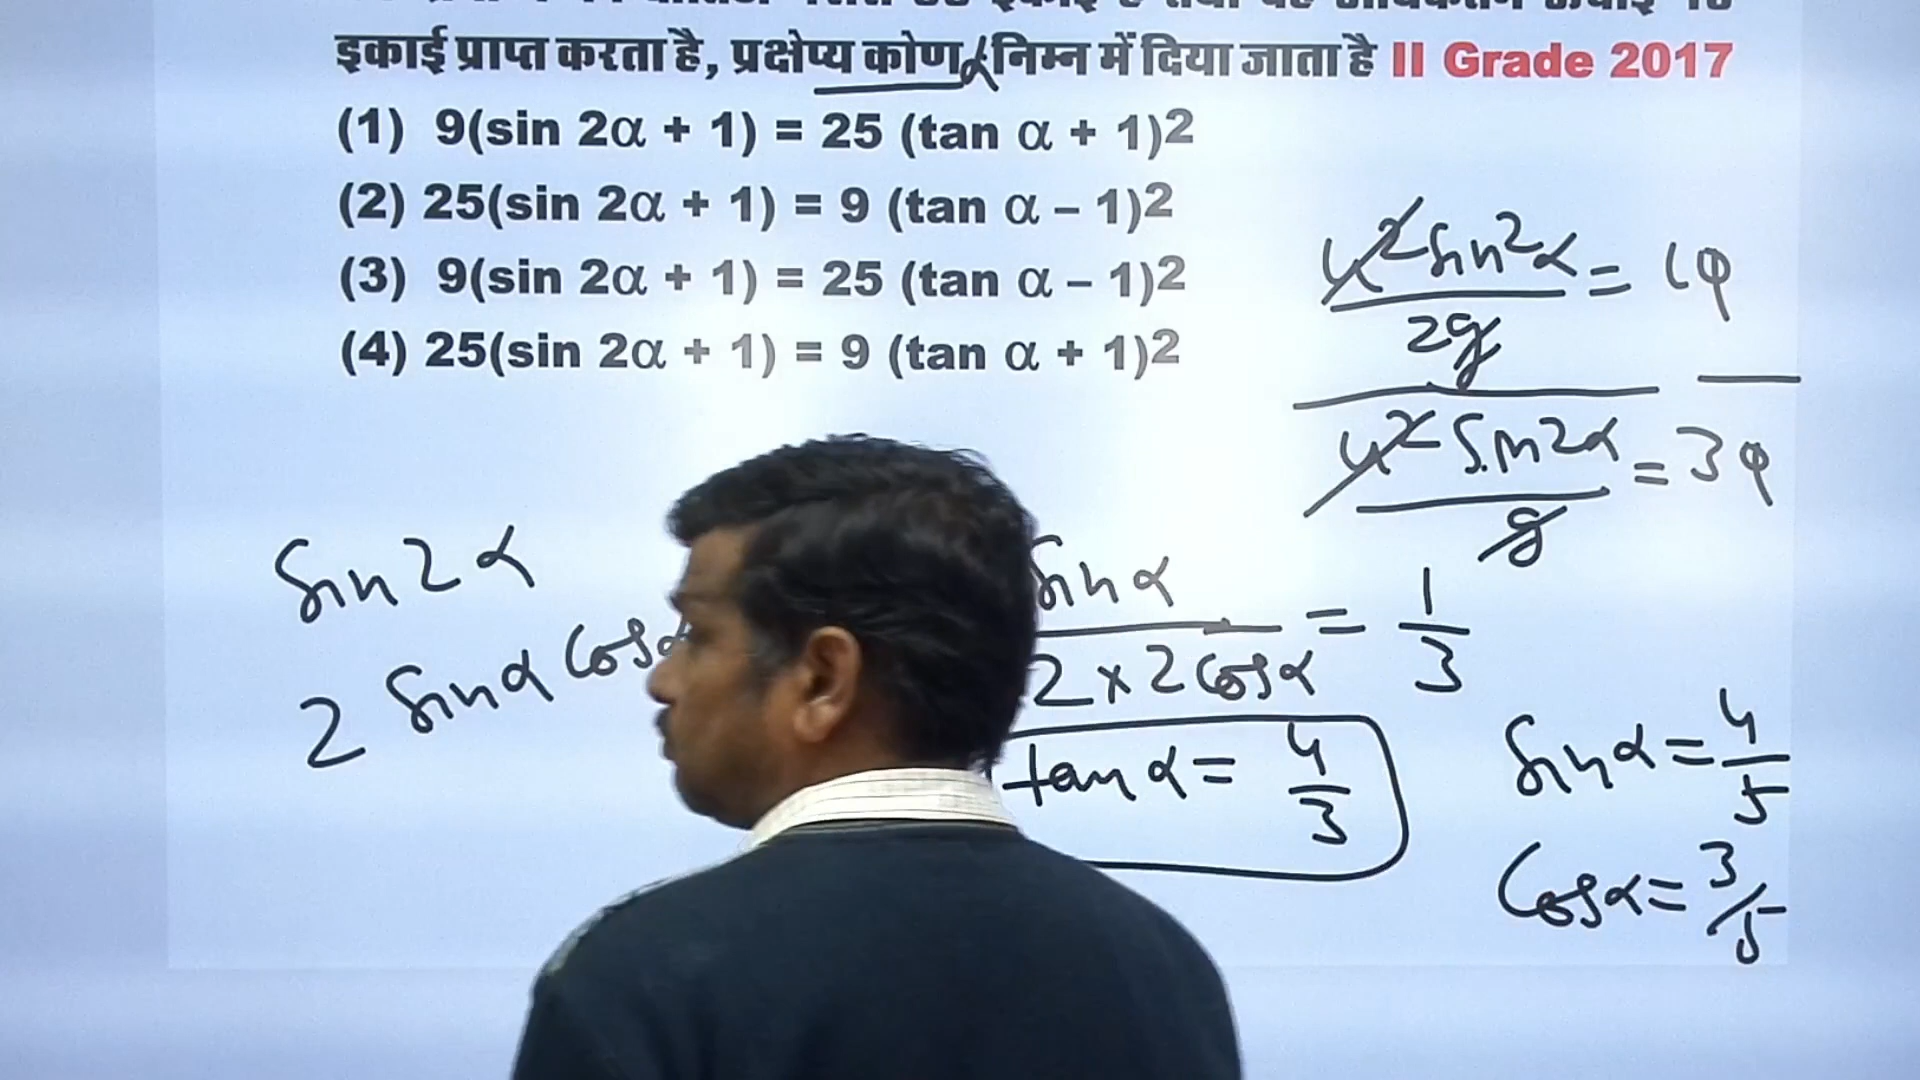 इकाई प्राप्त करता है, प्रक्षेप्य कोण α निम्न में दिया जाता है II Grade 2017
(1) 9(sin 2α + 1) = 25 (tan α + 1)2
(2) 25(sin 2α + 1) = 9 (tan α – 1)2
(3) 9(sin 2α + 1) = 25 (tan α – 1)2
(4) 25(sin 2α + 1) = 9 (tan α + 1)2
u2 sin2α
2g
u2 Sin2α
g
sin2α
2 sinα cosα
sinα
2 × 2 cosα
= 1
3
tan α = 4
3
sinα = 4
5
cosα = 3/5